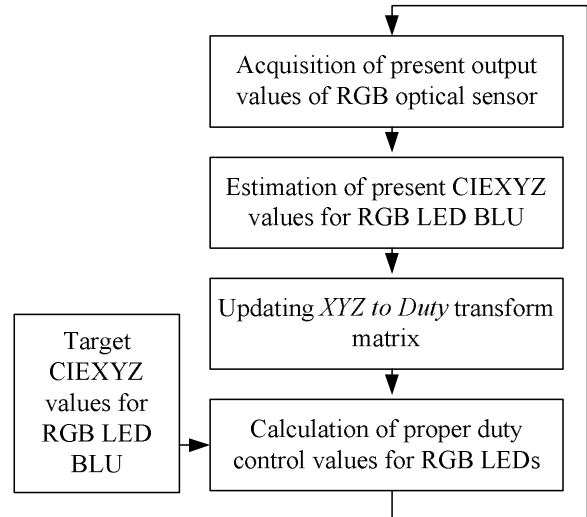 Acquisition of present output
values of RGB optical sensor
Estimation of present CIEXYZ
values for RGB LED BLU
Updating XYZ to Duty transform
matrix
Target
CIEXYZ
values for
RGB LED
BLU
Calculation of proper duty
control values for RGB LEDs